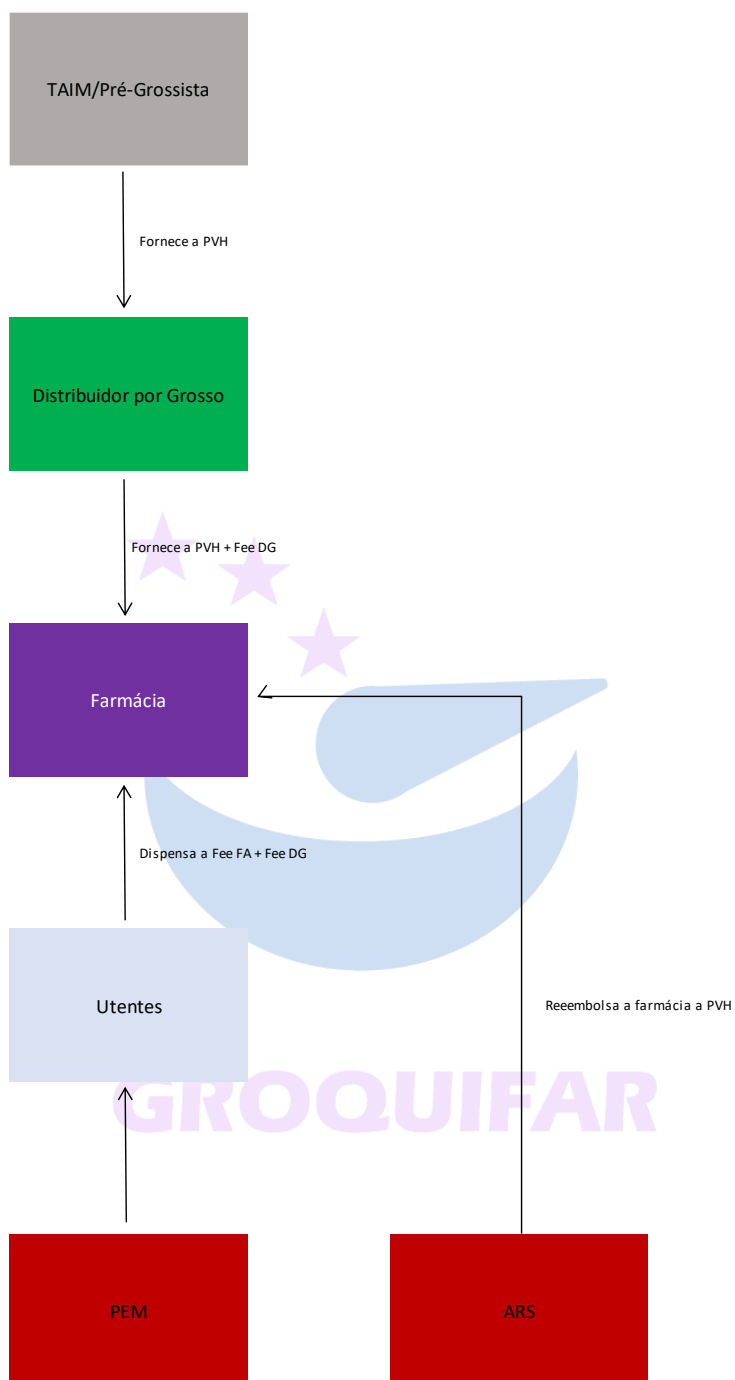 TAIM/Pré-Grossista
Fornece a PVH
Distribuidor por Grosso
Fornece a PVH + Fee DG
Farmácia
Dispensa a Fee FA + Fee DG
Utentes
Reeembolsa a farmácia a PVH
GROQUIFAR
PEM
ARS